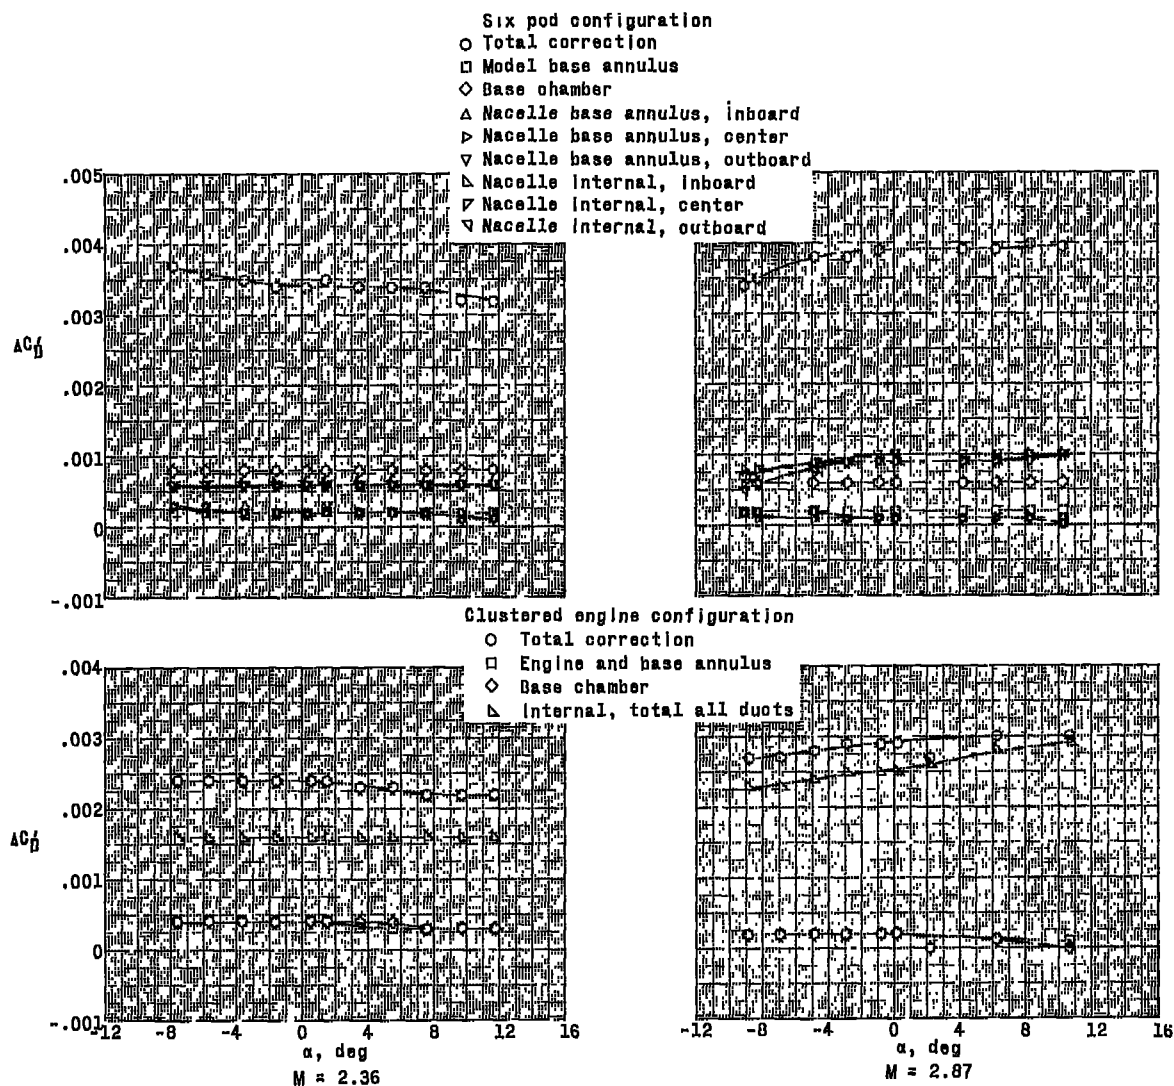 Six pod configuration
Total correction
Model base annulus
Base chamber
Nacelle base annulus, inboard
Nacelle base annulus, center
Nacelle base annulus, outboard
Nacelle internal, inboard
Nacelle internal, center
Nacelle internal, outboard
.005
.004
.003
.002
.001
0
-.001
ΔC'D
Clustered engine configuration
Total correction
Engine and base annulus
Base chamber
Internal, total all ducts
.004
.003
.002
.001
0
-.001
ΔC'D
-12 -8 -4 0 4 8 12 16
α, deg
M = 2.36
-12 -8 -4 0 4 8 12 16
α, deg
M = 2.87